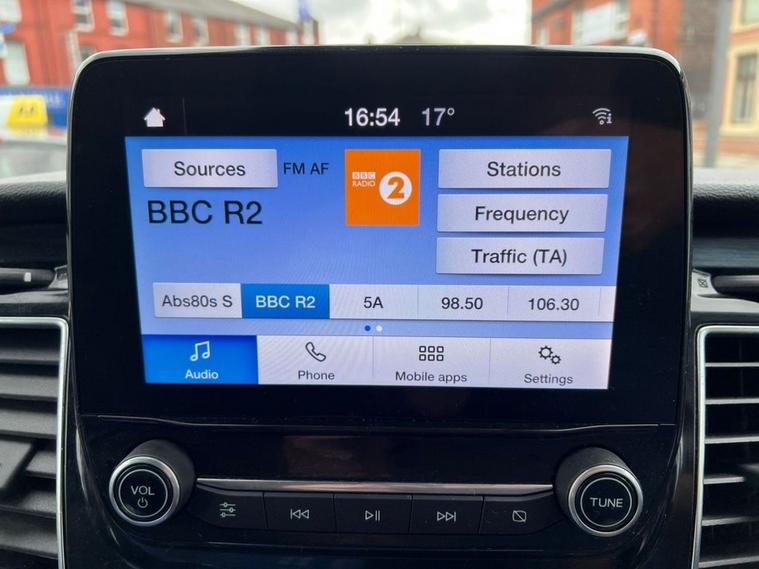 16:54 17°
Sources FM AF BBC RADIO 2 Stations
BBC R2 Frequency
Traffic (TA)
Abs80s S BBC R2 5A 98.50 106.30
Audio Phone Mobile apps Settings
VOL TUNE
AA